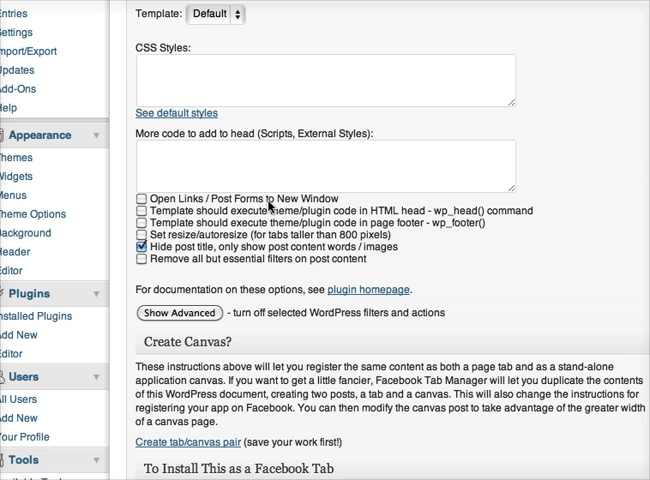 Entries
Settings
Import/Export
Updates
Add-Ons
Help
Appearance
Themes
Widgets
Menus
Theme Options
Background
Header
Editor
Plugins
Installed Plugins
Add New
Editor
Users
All Users
Add New
Your Profile
Tools
Template: Default
CSS Styles:
See default styles
More code to add to head (Scripts, External Styles):
Open Links / Post Forms to New Window
Template should execute theme/plugin code in HTML head - wp_head() command
Template should execute theme/plugin code in page footer - wp_footer()
Set resize/autoresize (for tabs taller than 800 pixels)
Hide post title, only show post content words / images
Remove all but essential filters on post content
For documentation on these options, see plugin homepage.
Show Advanced - turn off selected WordPress filters and actions
Create Canvas?
These instructions above will let you register the same content as both a page tab and as a stand-alone
application canvas. If you want to get a little fancier, Facebook Tab Manager will let you duplicate the contents
of this WordPress document, creating two posts, a tab and a canvas. This will also change the instructions for
registering your app on Facebook. You can then modify the canvas post to take advantage of the greater width
of a canvas page.
Create tab/canvas pair (save your work first!)
To Install This as a Facebook Tab